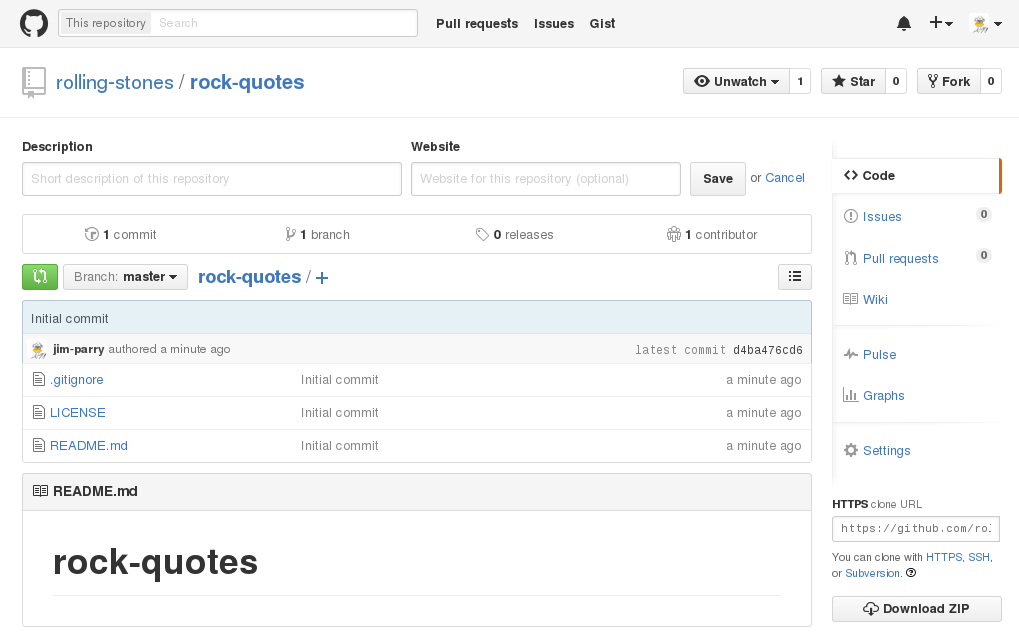 This repository Search Pull requests Issues Gist
rolling-stones / rock-quotes Unwatch 1 Star 0 Fork 0
Description Website
Short description of this repository Website for this repository (optional) Save or Cancel
1 commit 1 branch 0 releases 1 contributor
Branch: master rock-quotes / +
Initial commit
jim-parry authored a minute ago latest commit d4ba476cd6
.gitignore Initial commit a minute ago
LICENSE Initial commit a minute ago
README.md Initial commit a minute ago
README.md
rock-quotes
Code
Issues 0
Pull requests 0
Wiki
Pulse
Graphs
Settings
HTTPS clone URL
https://github.com/rol
You can clone with HTTPS, SSH,
or Subversion.
Download ZIP